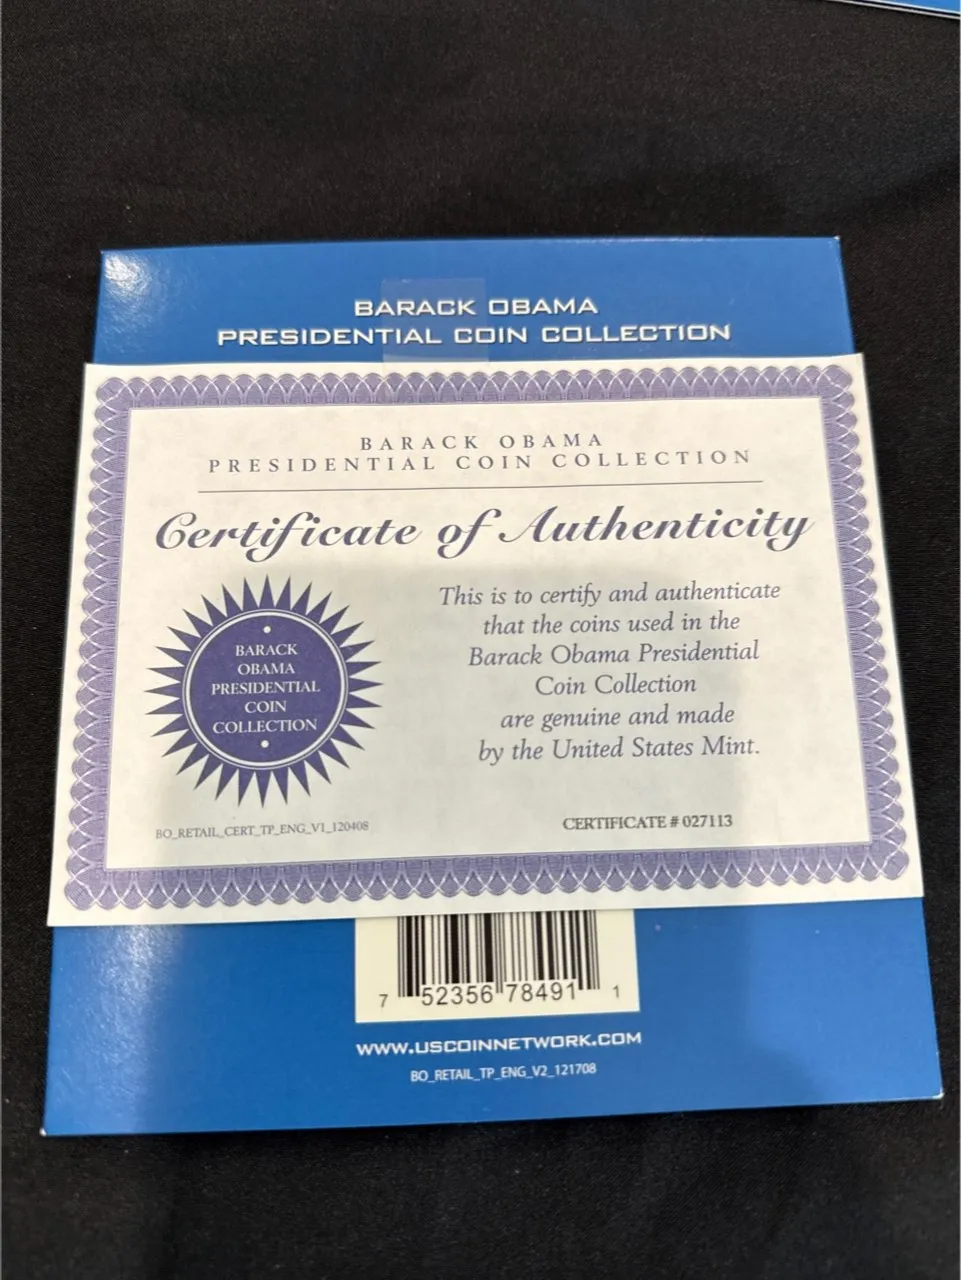 BARACK OBAMA
PRESIDENTIAL COIN COLLECTION
BARACK OBAMA
PRESIDENTIAL COIN COLLECTION
Certificate of Authenticity
BARACK
OBAMA
PRESIDENTIAL
COIN
COLLECTION
This is to certify and authenticate
that the coins used in the
Barack Obama Presidential
Coin Collection
are genuine and made
by the United States Mint.
BO_RETAIL_CERT_TP_ENG_V1_120408
CERTIFICATE # 027113
7 52356 78491 1
WWW.USCOINNETWORK.COM
BO_RETAIL_TP_ENG_V2_121708